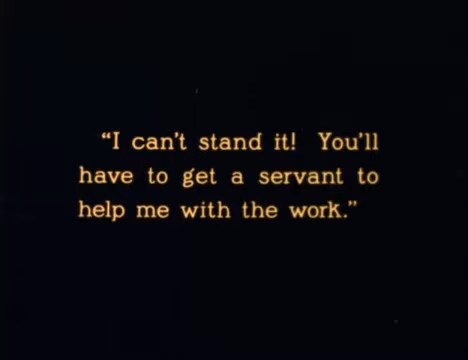 “I can't stand it! You'll
have to get a servant to
help me with the work.”